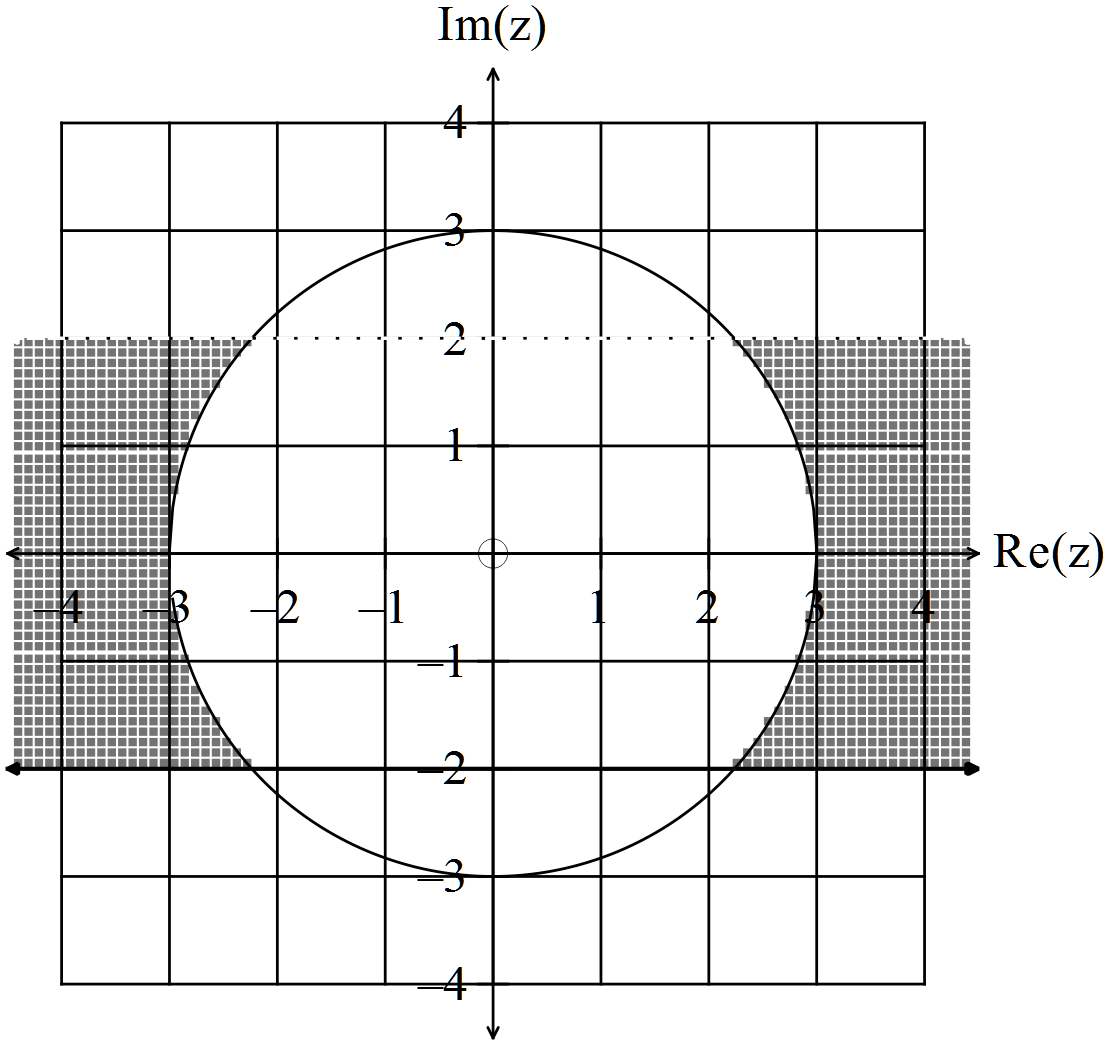 Im(z)
4
3
2
1
Re(z)
–4 –3 –2 –1 1 2 3 4
–1
–2
–3
–4